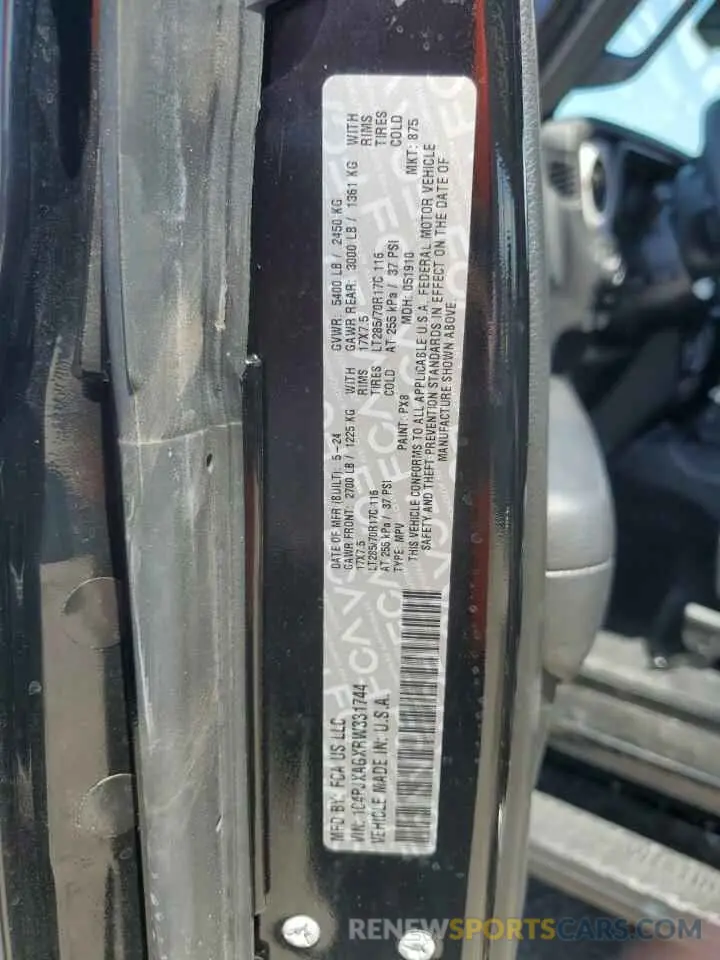 MFD BY: FCA US LLC
DATE OF MFR (BUILT): 5-24
GVWR: 5400 LB / 2450 KG
GAWR FRONT: 2700 LB / 1225 KG WITH
GAWR REAR: 3000 LB / 1361 KG WITH
17X7.5 RIMS
17X7.5 RIMS
LT285/70R17C 116 TIRES
LT285/70R17C 116 TIRES
AT 255 kPa / 37 PSI COLD
AT 255 kPa / 37 PSI COLD
VIN: 1C4PJXAGXRW331744
TYPE: MPV
PAINT: PX8
MDH: 051910
MKT: 875
VEHICLE MADE IN: U.S.A.
THIS VEHICLE CONFORMS TO ALL APPLICABLE U.S.A. FEDERAL MOTOR VEHICLE
SAFETY AND THEFT PREVENTION STANDARDS IN EFFECT ON THE DATE OF
MANUFACTURE SHOWN ABOVE.
RENEWSPORTSCARS.COM